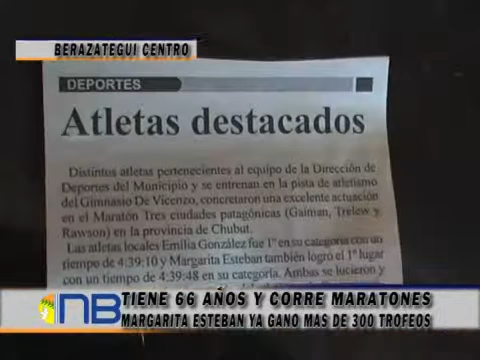 BERAZATEGUI CENTRO
DEPORTES
Atletas destacados
Distintos atletas pertenecientes al equipo de la Dirección de
Deportes del Municipio y se entrenan en la pista de atletismo
del Gimnasio De Vicenzo, concretaron una excelente actuación
en el Maratón Tres ciudades patagónicas (Gaiman, Trelew y
Rawson) en la provincia de Chubut.
Las atletas locales Emilia González fue 1º en su categoría con un
tiempo de 4:39:10 y Margarita Esteban también logró el 1º lugar
con un tiempo de 4:39:48 en su categoría. Ambas se lucieron y
NB
TIENE 66 AÑOS Y CORRE MARATONES
MARGARITA ESTEBAN YA GANO MAS DE 300 TROFEOS